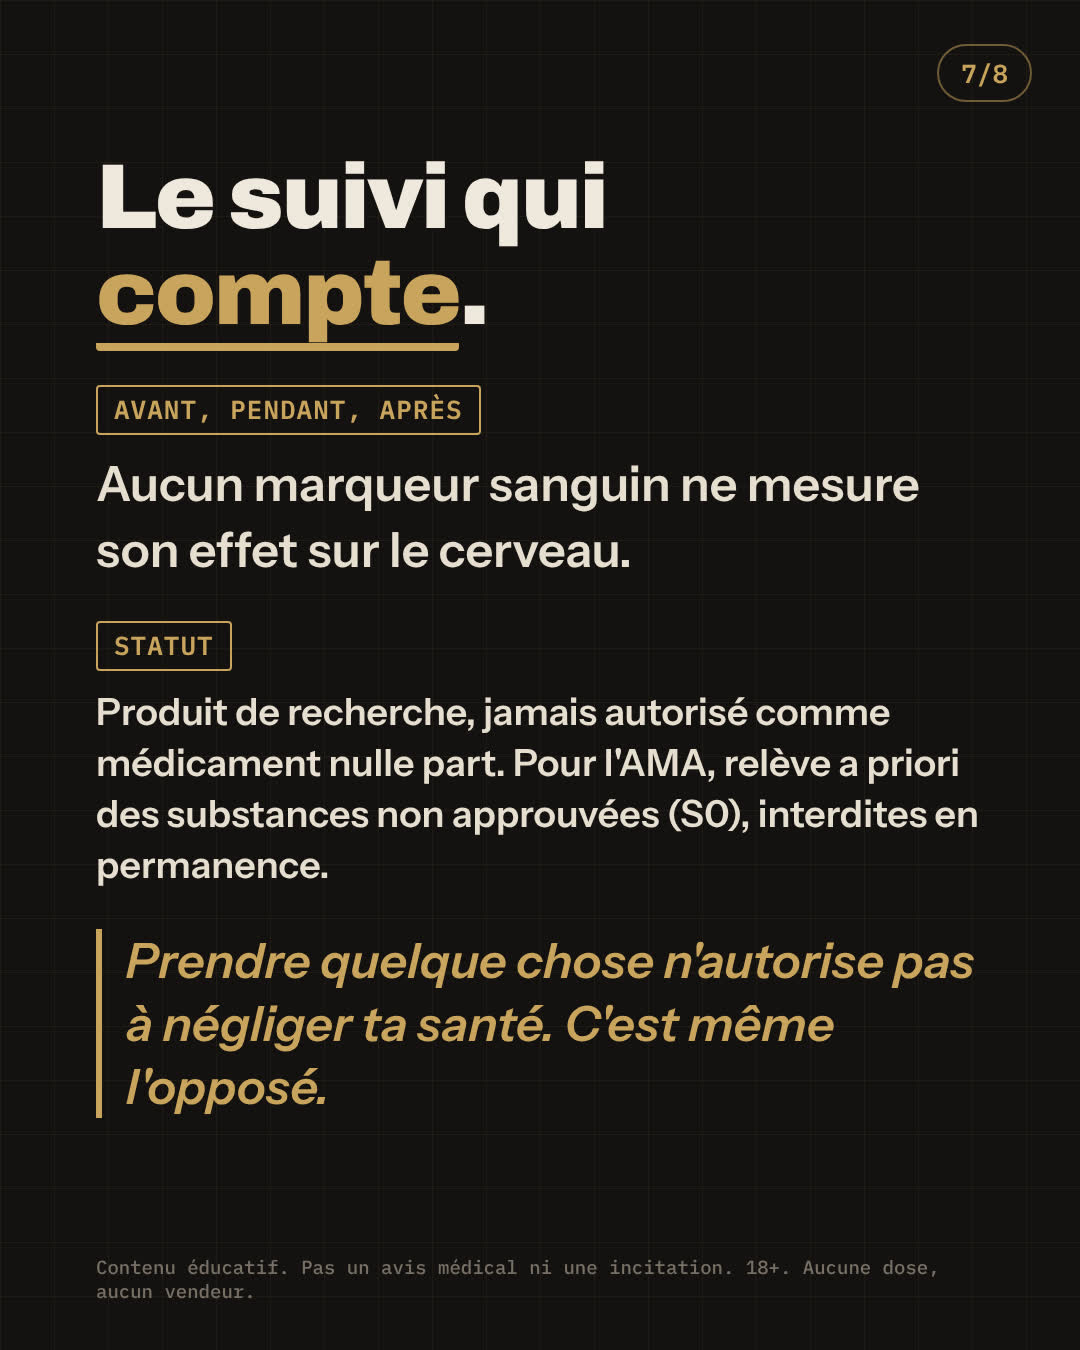 7/8
Le suivi qui
compte.
AVANT, PENDANT, APRÈS
Aucun marqueur sanguin ne mesure
son effet sur le cerveau.
STATUT
Produit de recherche, jamais autorisé comme
médicament nulle part. Pour l'AMA, relève a priori
des substances non approuvées (S0), interdites en
permanence.
Prendre quelque chose n'autorise pas
à négliger ta santé. C'est même
l'opposé.
Contenu éducatif. Pas un avis médical ni une incitation. 18+. Aucune dose,
aucun vendeur.